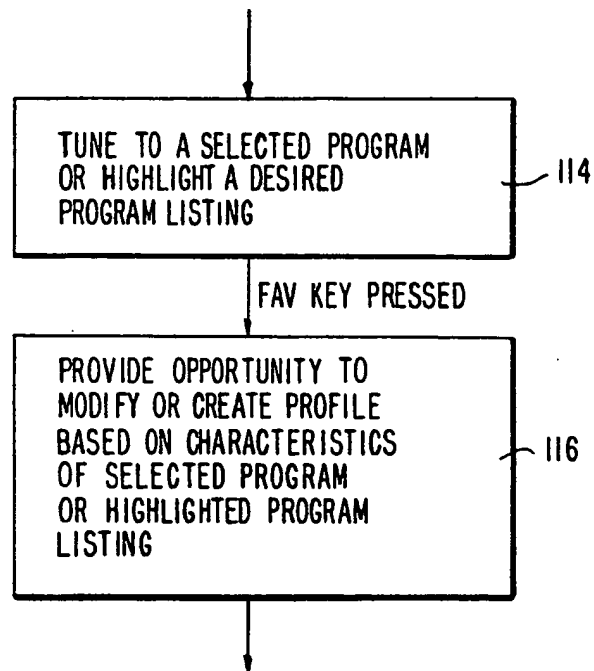 TUNE TO A SELECTED PROGRAM
OR HIGHLIGHT A DESIRED
PROGRAM LISTING
114
FAV KEY PRESSED
PROVIDE OPPORTUNITY TO
MODIFY OR CREATE PROFILE
BASED ON CHARACTERISTICS
OF SELECTED PROGRAM
OR HIGHLIGHTED PROGRAM
LISTING
116